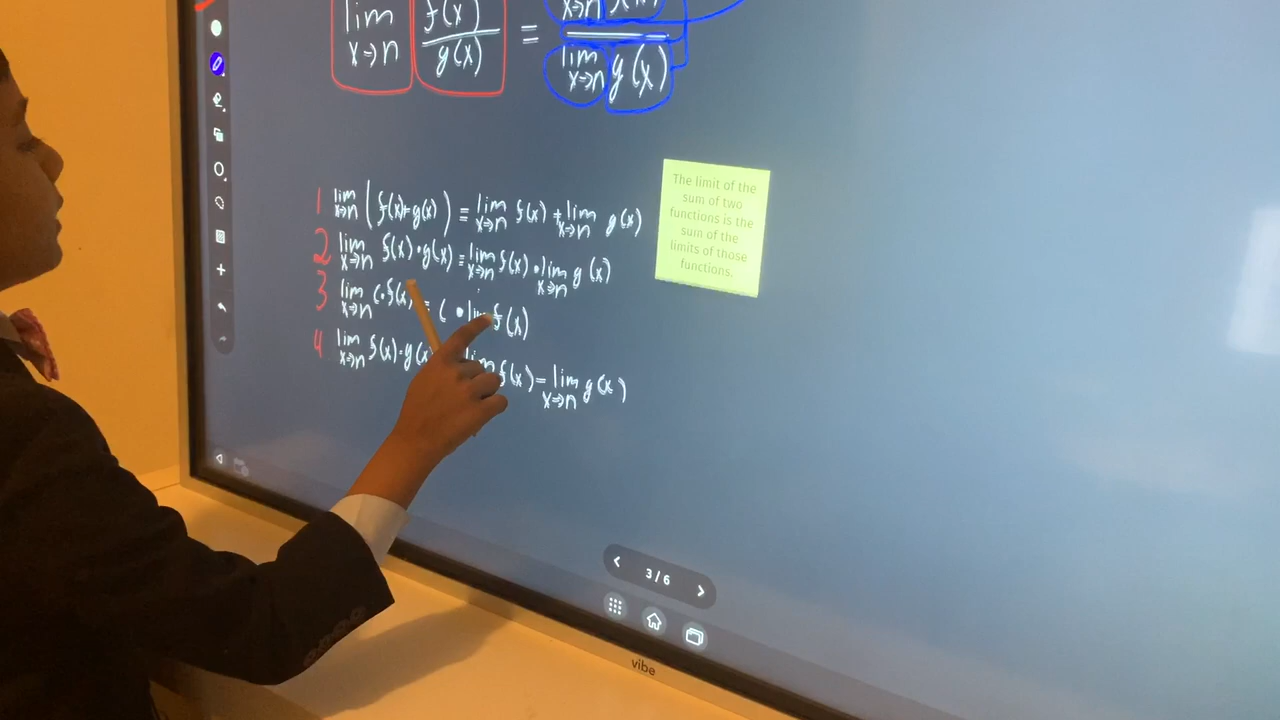 lim x→n f(x)/g(x) = lim x→n f(x) / lim x→n g(x)
1 lim x→n (f(x)+g(x)) = lim x→n f(x) + lim x→n g(x)
2 lim x→n f(x)·g(x) = lim x→n f(x) · lim x→n g(x)
3 lim x→n c·f(x) = c · lim f(x)
4 lim x→n f(x)-g(x) lim f(x) - lim x→n g(x)
The limit of the
sum of two
functions is the
sum of the
limits of those
functions.
3/6
vibe